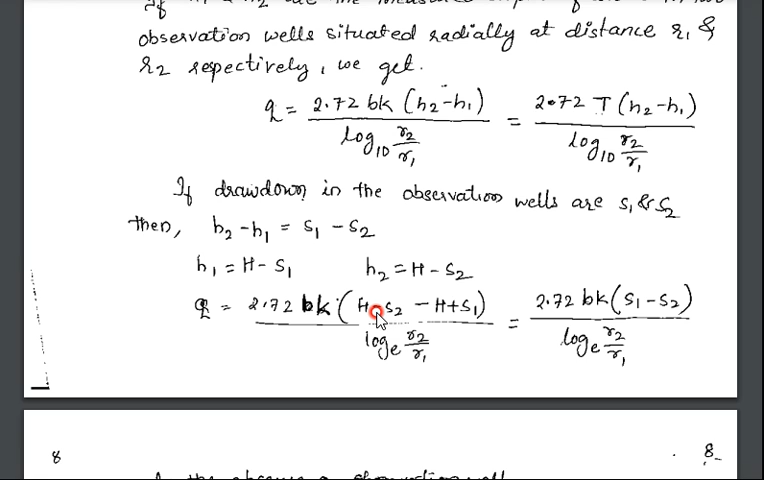 observation wells situated radially at distance r₁ &
r₂ respectively, we get.
q = 2.72 bk (h₂-h₁) / log₁₀ r₂/r₁ = 2.72 T (h₂-h₁) / log₁₀ r₂/r₁
If drawdown in the observation wells are s₁ & s₂
then, h₂-h₁ = s₁ - s₂
h₁ = H - s₁ h₂ = H - s₂
q = 2.72 bk (H - s₂ - H + s₁) / logₑ r₂/r₁ = 2.72 bk (s₁ - s₂) / logₑ r₂/r₁
8 8